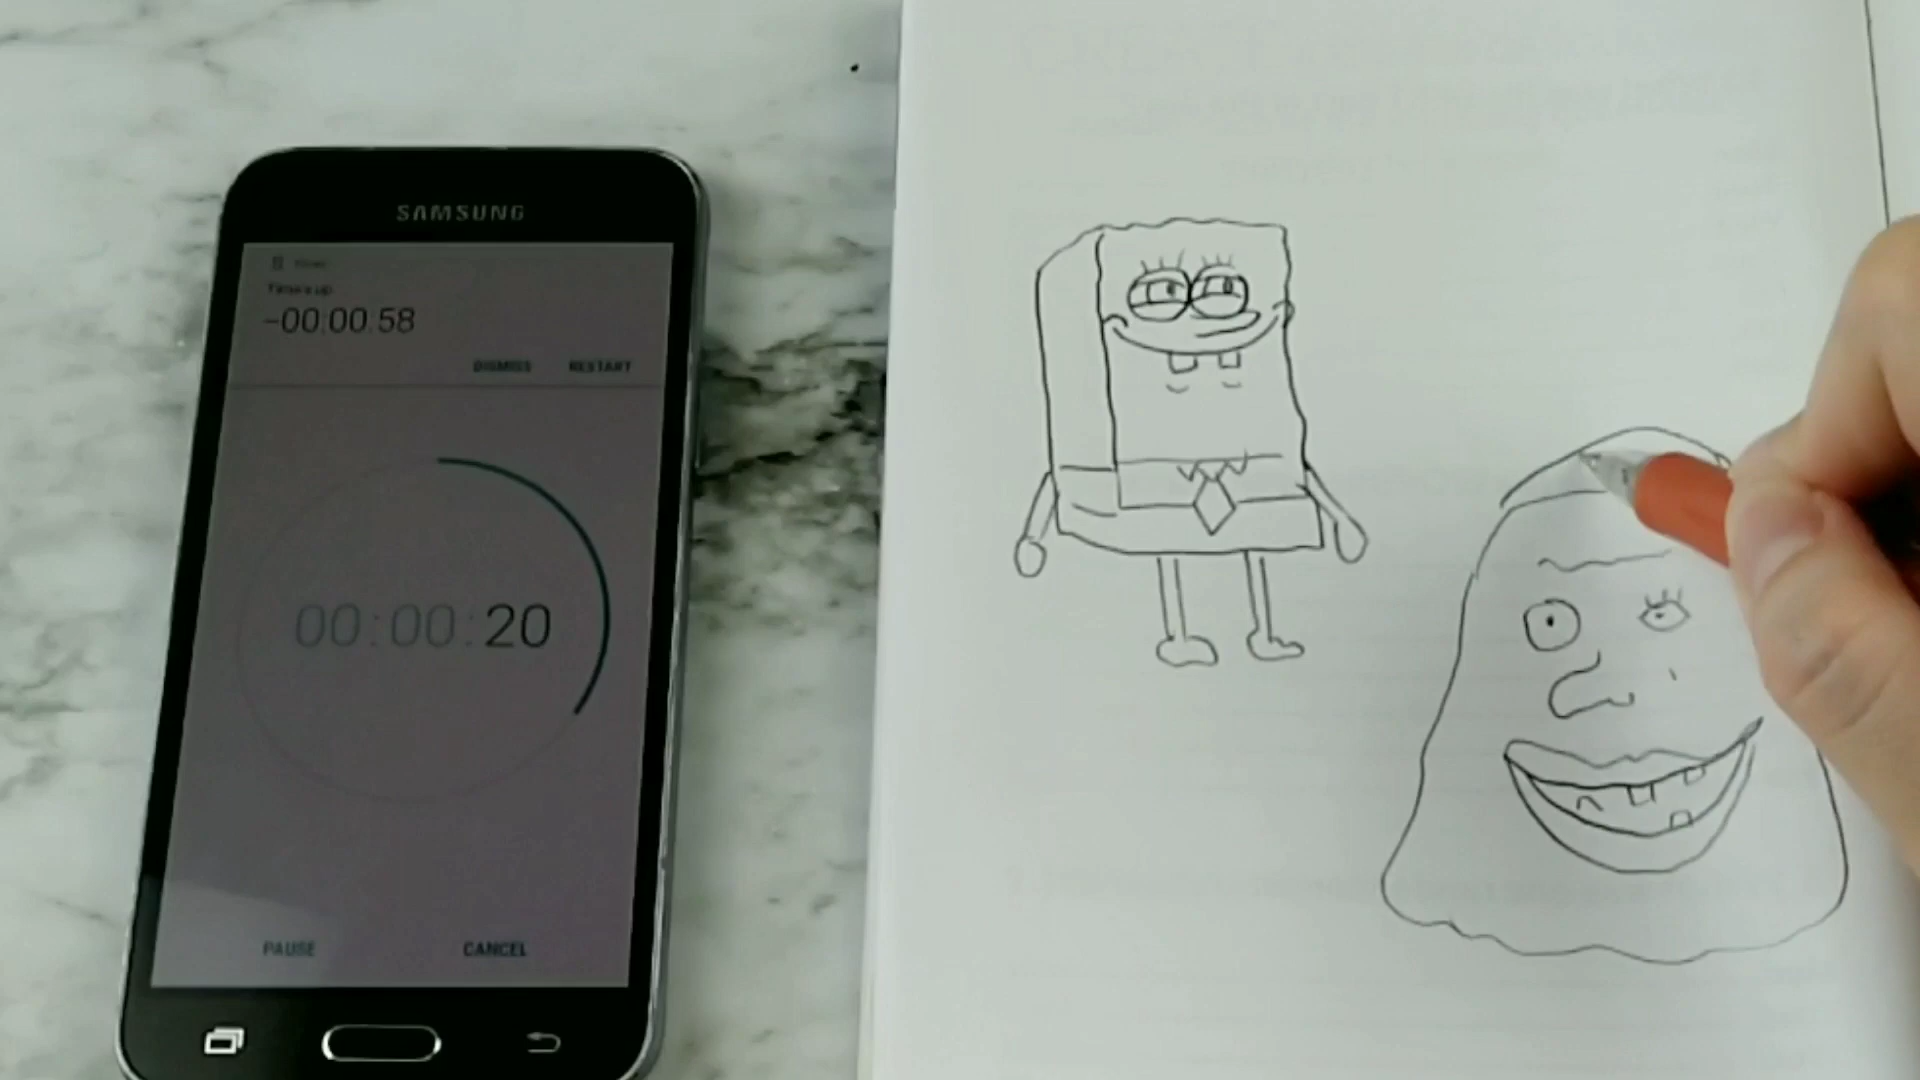 SAMSUNG
Time's up
-00:00:58
DISMISS RESTART
00:00:20
PAUSE CANCEL